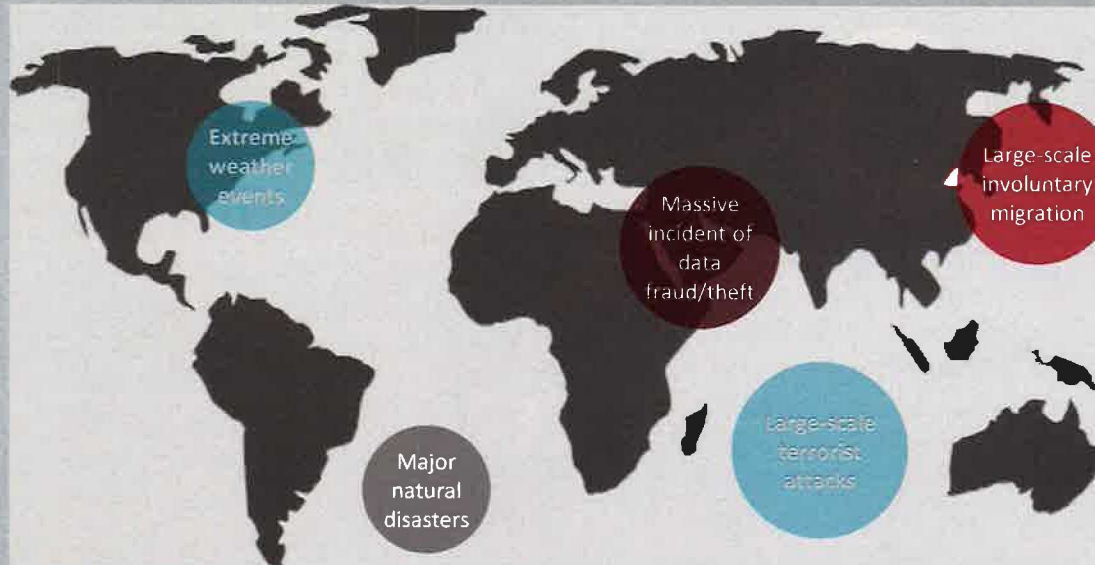 Extreme
weather
events
Large-scale
involuntary
migration
Massive
incident of
data
fraud/theft
Major
natural
disasters
Large-scale
terrorist
attacks